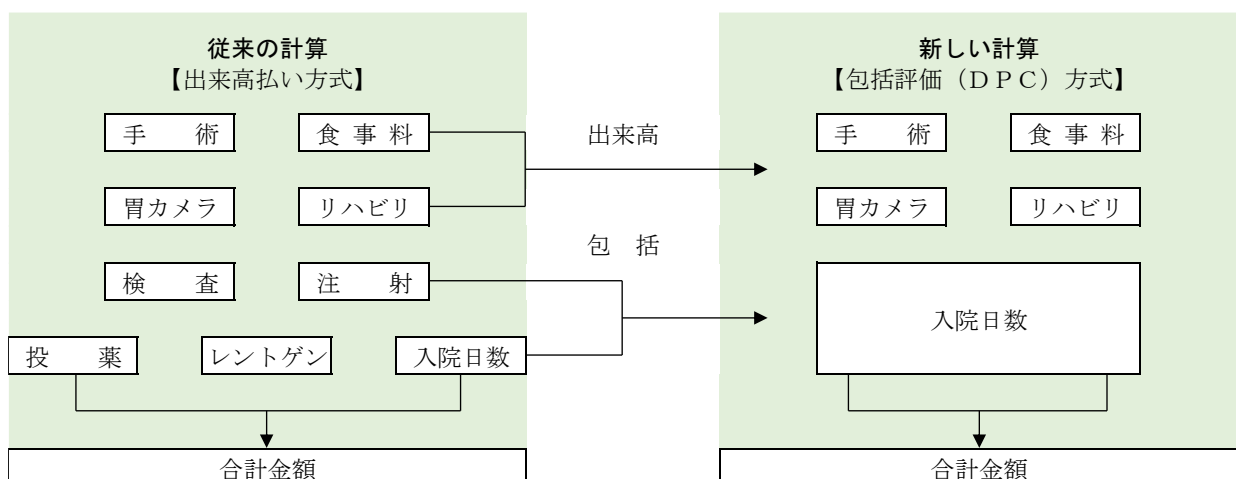 従来の計算
【出来高払い方式】
手　　術
食 事 料
胃カメラ
リハビリ
検　　査
注　　射
投　　薬
レントゲン
入院日数
合計金額
出来高
包　括
新しい計算
【包括評価（ＤＰＣ）方式】
手　　術
食 事 料
胃カメラ
リハビリ
入院日数
合計金額